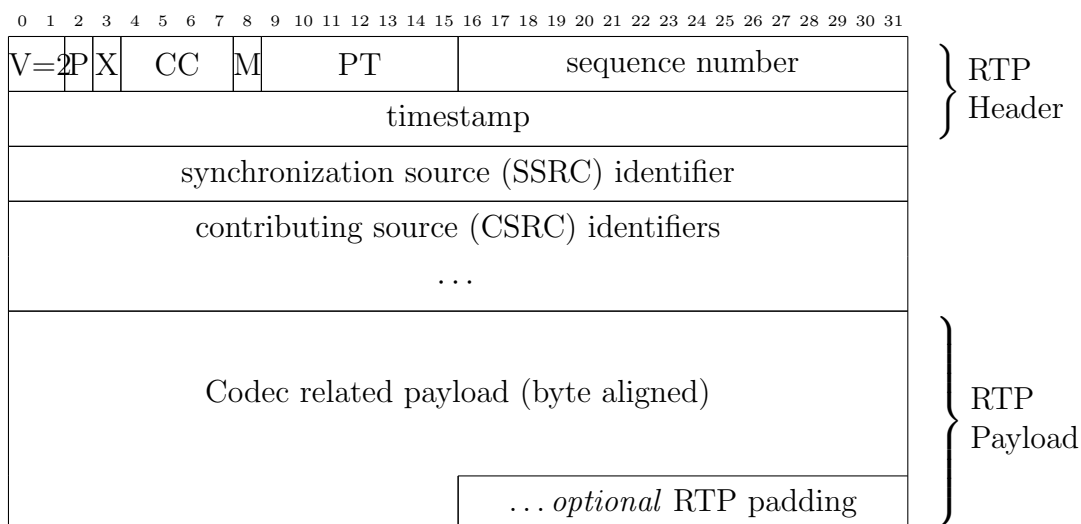 0 1 2 3 4 5 6 7 8 9 10 11 12 13 14 15 16 17 18 19 20 21 22 23 24 25 26 27 28 29 30 31
V=2 P X CC M PT sequence number
RTP
Header
timestamp
synchronization source (SSRC) identifier
contributing source (CSRC) identifiers
...
Codec related payload (byte aligned)
RTP
Payload
... optional RTP padding